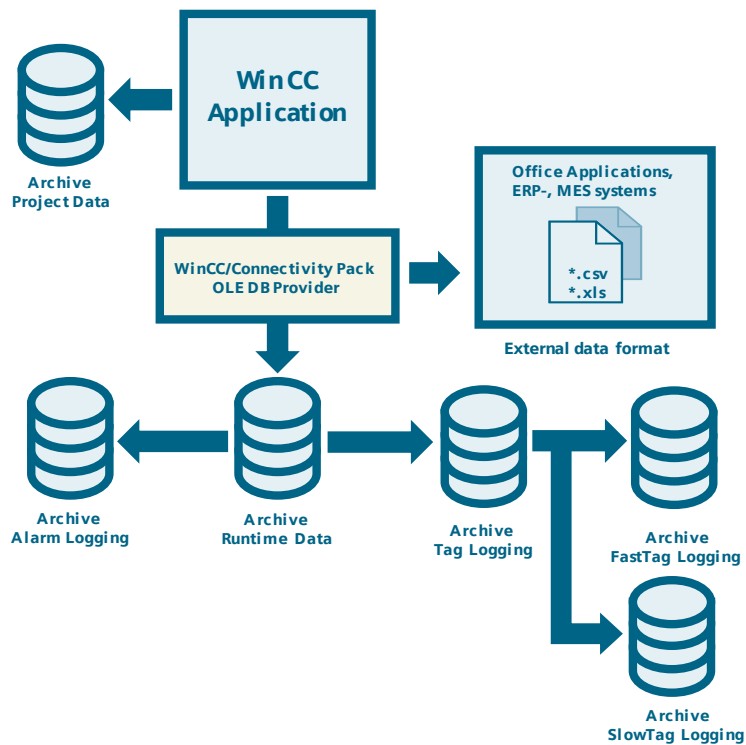 WinCC
Application
Archive
Project Data
Office Applications,
ERP-, MES systems
*.csv
*.xls
WinCC/Connectivity Pack
OLE DB Provider
External data format
Archive
Alarm Logging
Archive
Runtime Data
Archive
Tag Logging
Archive
FastTag Logging
Archive
SlowTag Logging